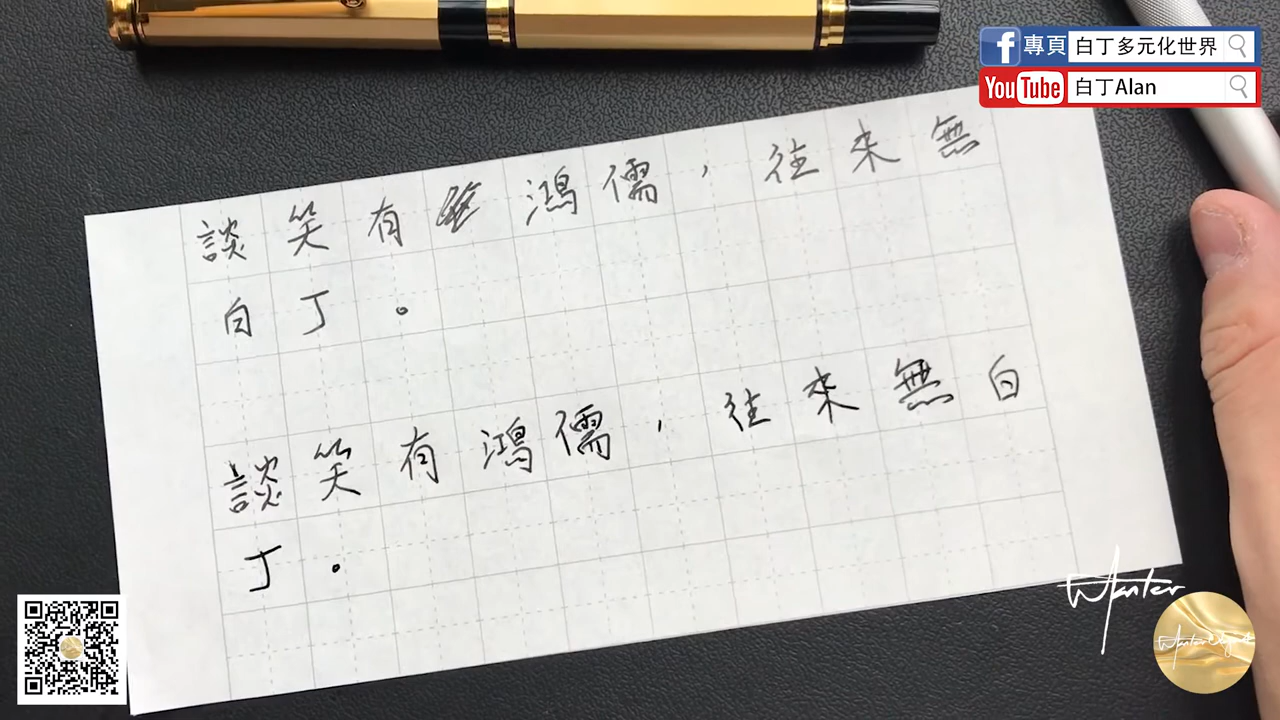 專頁 白丁多元化世界
YouTube 白丁Alan
談笑有鴻儒，往來無
白丁。
談笑有鴻儒，往來無白
丁。